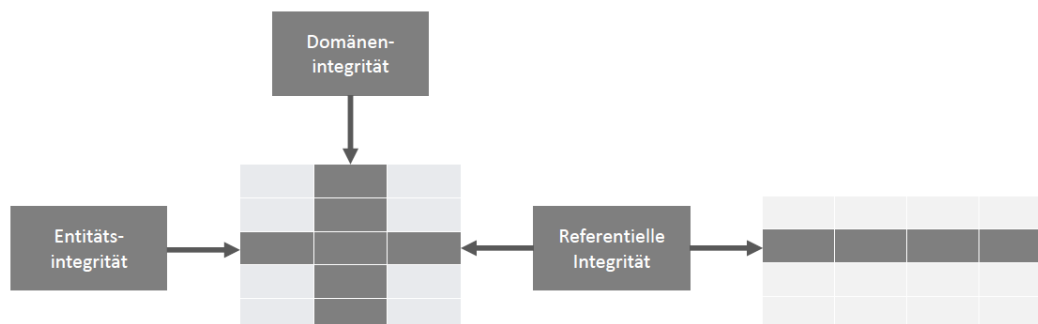 Domänen-
integrität
Entitäts-
integrität
Referentielle
Integrität